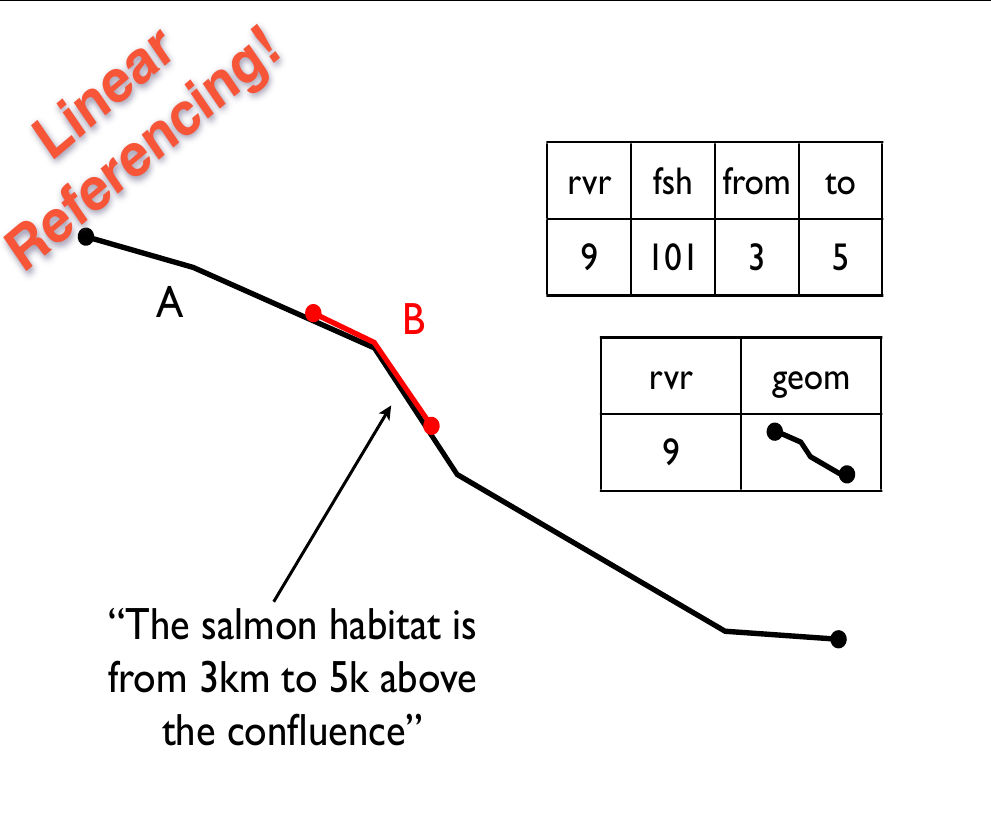 Linear
Referencing!
A
B
rvr fsh from to
9 101 3 5
rvr geom
9
“The salmon habitat is
from 3km to 5k above
the confluence”